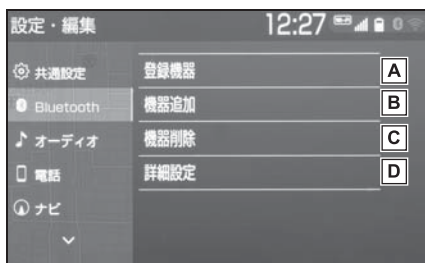 設定・編集 12:27
共通設定
Bluetooth
オーディオ
電話
ナビ
登録機器 A
機器追加 B
機器削除 C
詳細設定 D